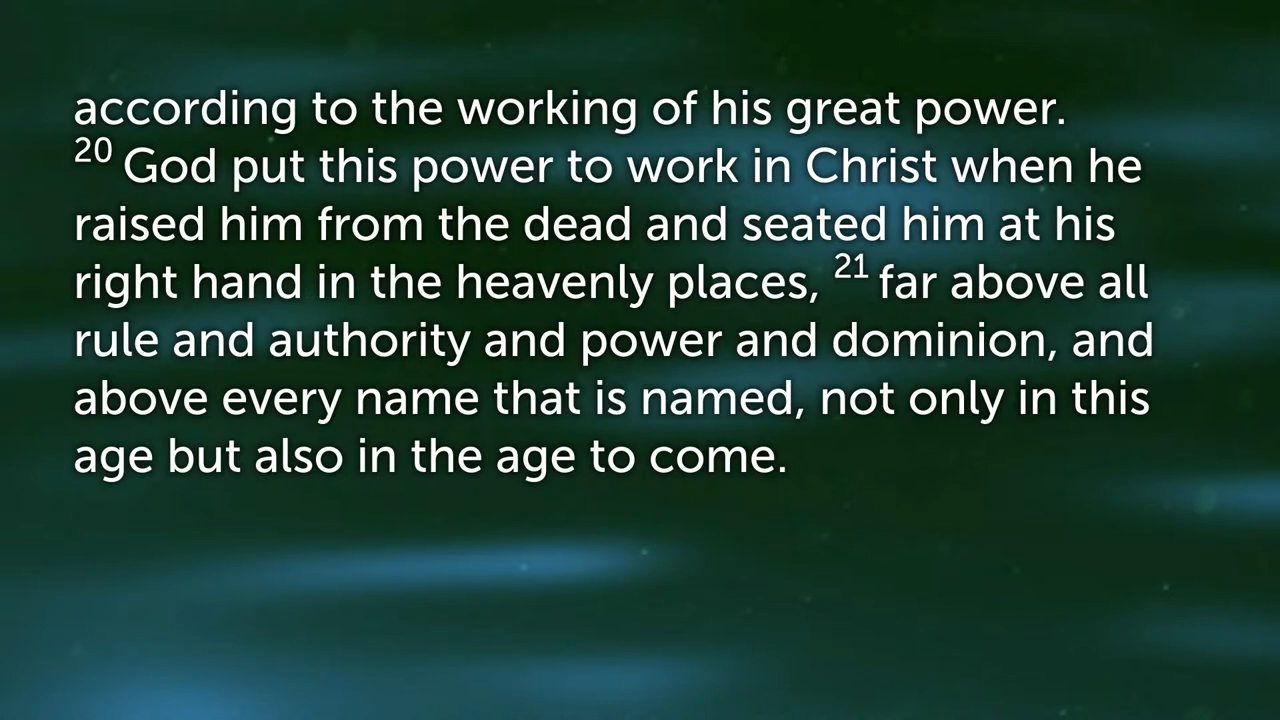 according to the working of his great power.
20 God put this power to work in Christ when he
raised him from the dead and seated him at his
right hand in the heavenly places, 21 far above all
rule and authority and power and dominion, and
above every name that is named, not only in this
age but also in the age to come.